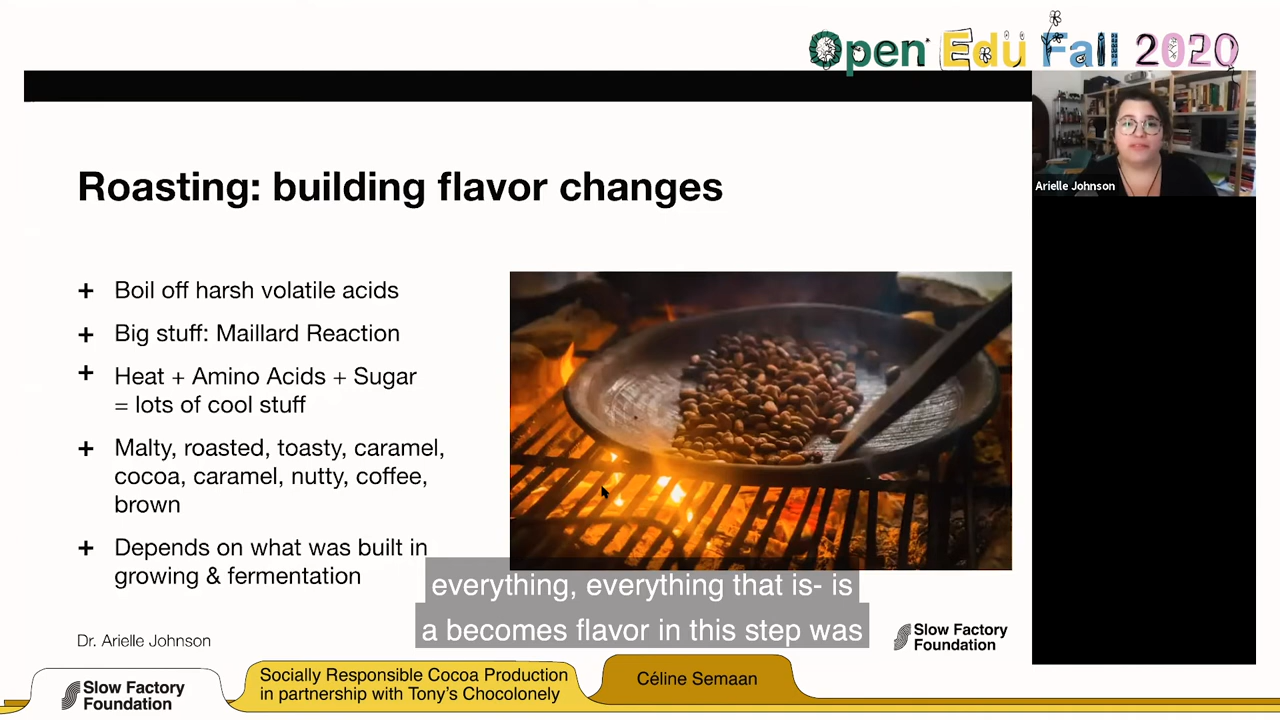 Open Edu Fall 2020
Arielle Johnson
Roasting: building flavor changes
+ Boil off harsh volatile acids
+ Big stuff: Maillard Reaction
+ Heat + Amino Acids + Sugar
= lots of cool stuff
+ Malty, roasted, toasty, caramel,
cocoa, caramel, nutty, coffee,
brown
+ Depends on what was built in
growing & fermentation
everything, everything that is- is
a becomes flavor in this step was
Dr. Arielle Johnson
Slow Factory
Foundation
Slow Factory
Foundation
Socially Responsible Cocoa Production
in partnership with Tony's Chocolonely
Céline Semaan